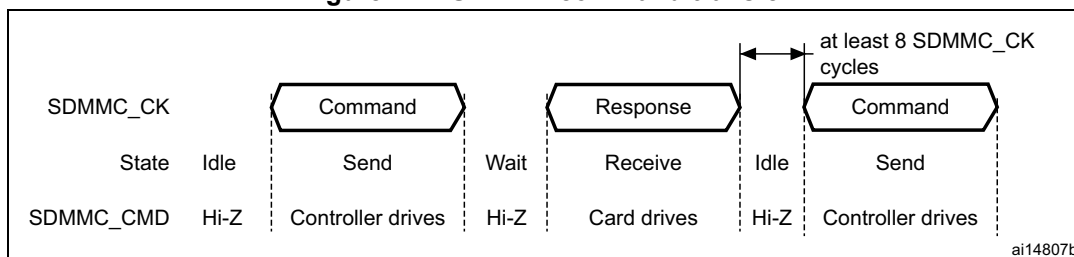 at least 8 SDMMC_CK
cycles
SDMMC_CK Command Response Command
State Idle Send Wait Receive Idle Send
SDMMC_CMD Hi-Z Controller drives Hi-Z Card drives Hi-Z Controller drives
ai14807b